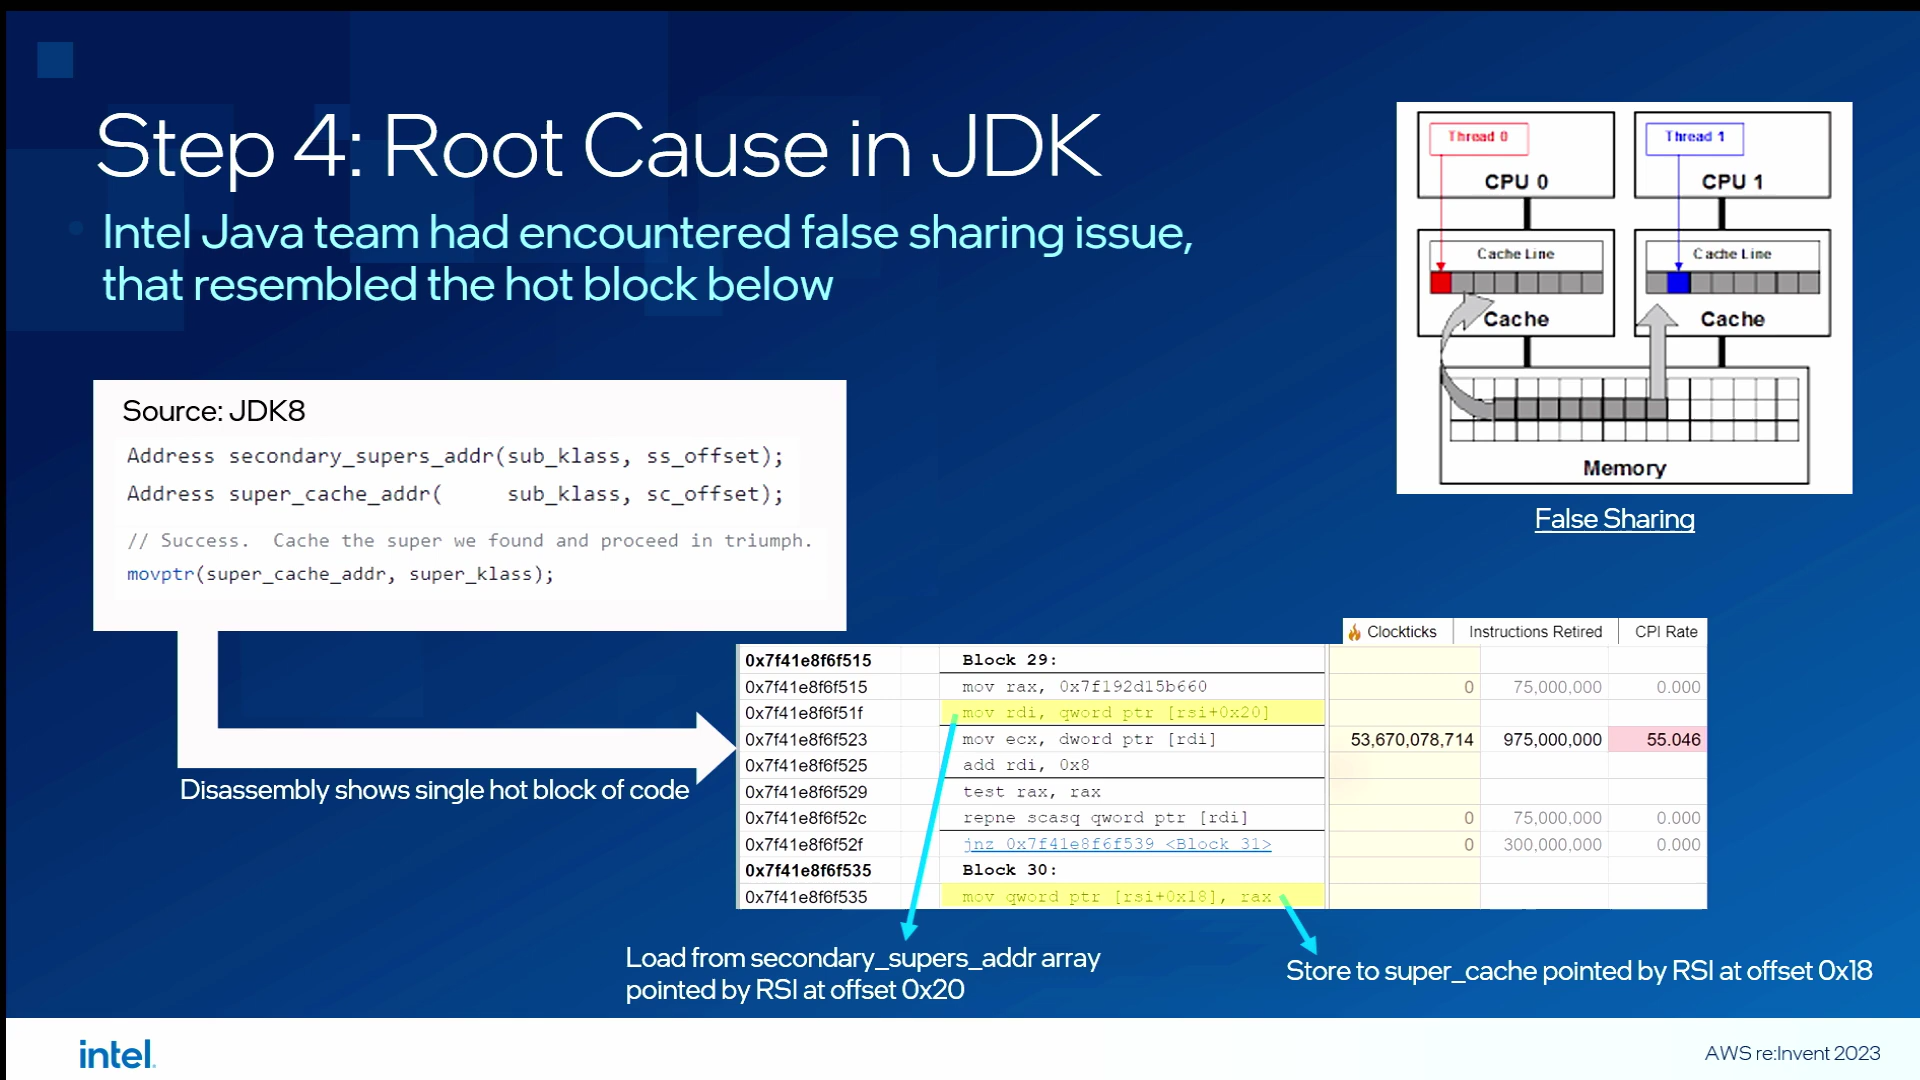 Step 4: Root Cause in JDK
Intel Java team had encountered false sharing issue,
that resembled the hot block below
Thread 0
Thread 1
CPU 0
CPU 1
Cache Line
Cache Line
Cache
Cache
Memory
False Sharing
Source: JDK8
Address secondary_supers_addr(sub_klass, ss_offset);
Address super_cache_addr(     sub_klass, sc_offset);
// Success.  Cache the super we found and proceed in triumph.
movptr(super_cache_addr, super_klass);
Disassembly shows single hot block of code
Clockticks Instructions Retired CPI Rate
0x7f41e8f6f515 Block 29:
0x7f41e8f6f515 mov rax, 0x7f192d15b660 0 75,000,000 0.000
0x7f41e8f6f51f mov rdi, qword ptr [rsi+0x20]
0x7f41e8f6f523 mov ecx, dword ptr [rdi] 53,670,078,714 975,000,000 55.046
0x7f41e8f6f525 add rdi, 0x8
0x7f41e8f6f529 test rax, rax
0x7f41e8f6f52c repne scasq qword ptr [rdi] 0 75,000,000 0.000
0x7f41e8f6f52f jnz 0x7f41e8f6f539 <Block 31> 0 300,000,000 0.000
0x7f41e8f6f535 Block 30:
0x7f41e8f6f535 mov qword ptr [rsi+0x18], rax
Load from secondary_supers_addr array
pointed by RSI at offset 0x20
Store to super_cache pointed by RSI at offset 0x18
intel.
AWS re:Invent 2023